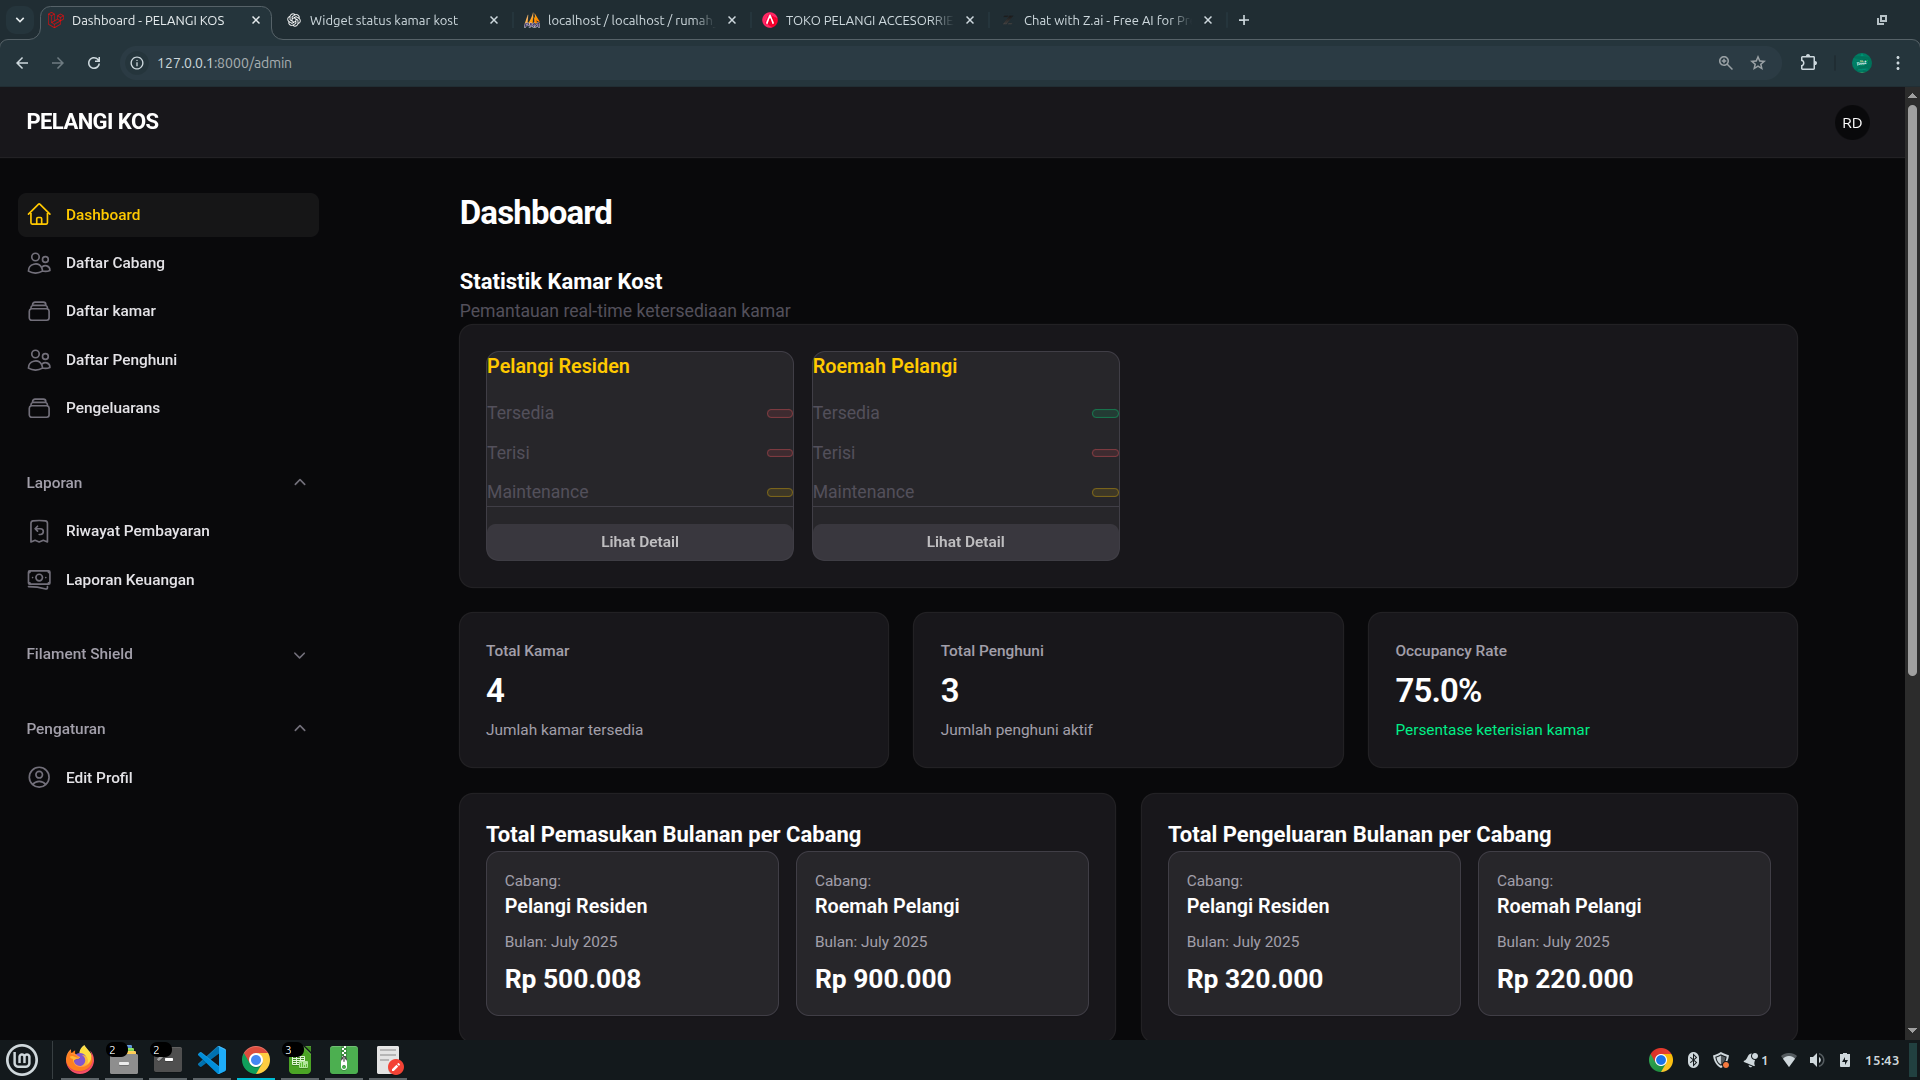 Dashboard - PELANGI KOS
Widget status kamar kost
localhost / localhost / rumah
TOKO PELANGI ACCESORRIE
Chat with Z.ai - Free AI for Pr
127.0.0.1:8000/admin
PELANGI KOS
RD
Dashboard
Daftar Cabang
Daftar kamar
Daftar Penghuni
Pengeluarans
Laporan
Riwayat Pembayaran
Laporan Keuangan
Filament Shield
Pengaturan
Edit Profil
Dashboard
Statistik Kamar Kost
Pemantauan real-time ketersediaan kamar
Pelangi Residen
Tersedia
Terisi
Maintenance
Lihat Detail
Roemah Pelangi
Tersedia
Terisi
Maintenance
Lihat Detail
Total Kamar
4
Jumlah kamar tersedia
Total Penghuni
3
Jumlah penghuni aktif
Occupancy Rate
75.0%
Persentase keterisian kamar
Total Pemasukan Bulanan per Cabang
Cabang:
Pelangi Residen
Bulan: July 2025
Rp 500.008
Cabang:
Roemah Pelangi
Bulan: July 2025
Rp 900.000
Total Pengeluaran Bulanan per Cabang
Cabang:
Pelangi Residen
Bulan: July 2025
Rp 320.000
Cabang:
Roemah Pelangi
Bulan: July 2025
Rp 220.000
2
2
3
1
15:43